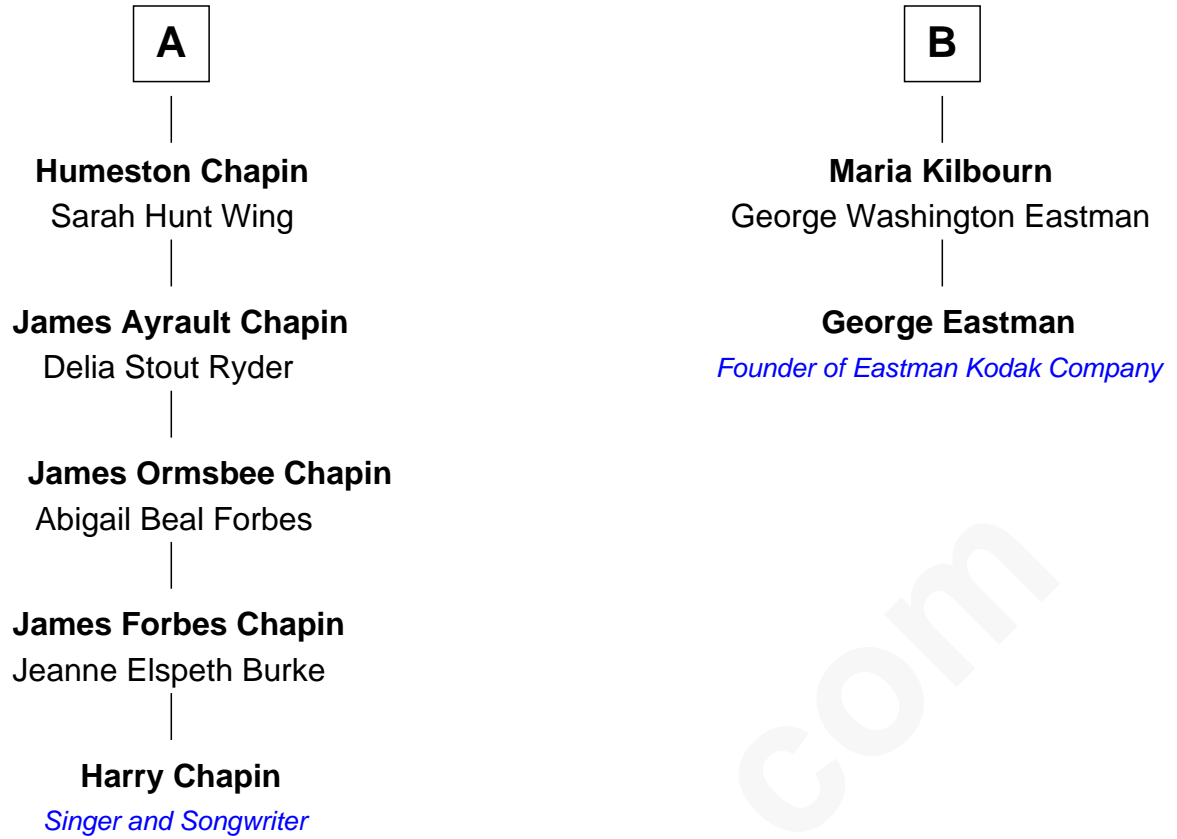 A
Humeston Chapin
Sarah Hunt Wing
James Ayrault Chapin
Delia Stout Ryder
James Ormsbee Chapin
Abigail Beal Forbes
James Forbes Chapin
Jeanne Elspeth Burke
Harry Chapin
Singer and Songwriter
B
Maria Kilbourn
George Washington Eastman
George Eastman
Founder of Eastman Kodak Company
com